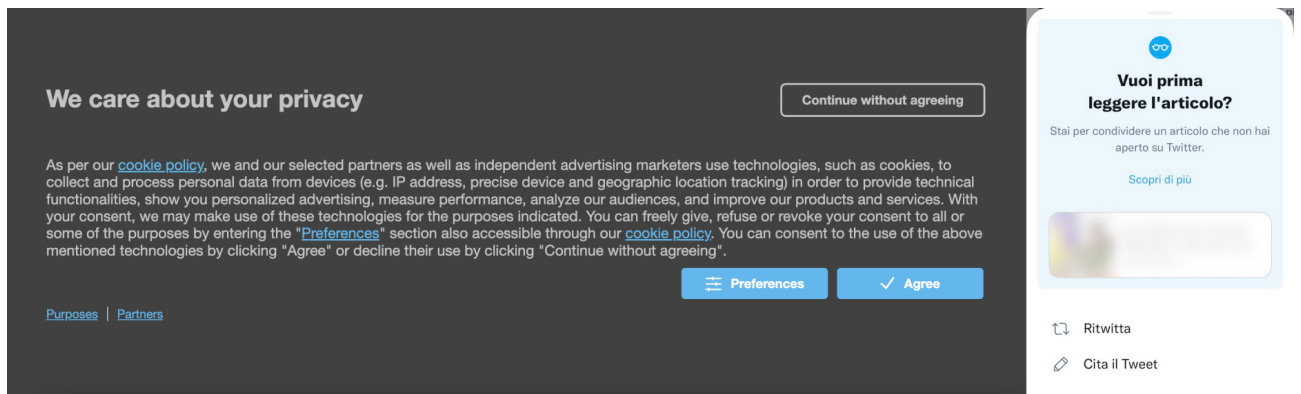 We care about your privacy
Continue without agreeing
As per our cookie policy, we and our selected partners as well as independent advertising marketers use technologies, such as cookies, to
collect and process personal data from devices (e.g. IP address, precise device and geographic location tracking) in order to provide technical
functionalities, show you personalized advertising, measure performance, analyze our audiences, and improve our products and services. With
your consent, we may make use of these technologies for the purposes indicated. You can freely give, refuse or revoke your consent to all or
some of the purposes by entering the "Preferences" section also accessible through our cookie policy. You can consent to the use of the above
mentioned technologies by clicking "Agree" or decline their use by clicking "Continue without agreeing".
Preferences
Agree
Purposes | Partners
Vuoi prima
leggere l'articolo?
Stai per condividere un articolo che non hai
aperto su Twitter.
Scopri di più
Ritwitta
Cita il Tweet